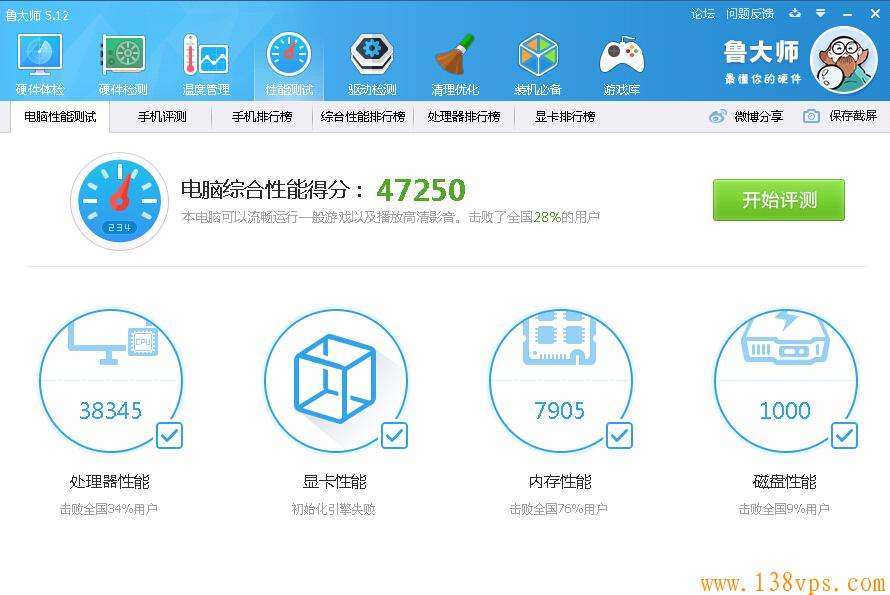 鲁大师 5.12
论坛 问题反馈
硬件体检 硬件检测 温度管理 性能测试 驱动检测 清理优化 装机必备 游戏库
鲁大师
最懂你的硬件
电脑性能测试 手机评测 手机排行榜 综合性能排行榜 处理器排行榜 显卡排行榜 微博分享 保存截屏
电脑综合性能得分： 47250
本电脑可以流畅运行一般游戏以及播放高清影音。击败了全国28%的用户
开始评测
234
CPU
38345 7905 1000
处理器性能 显卡性能 内存性能 磁盘性能
击败全国34%用户 初始化引擎失败 击败全国76%用户 击败全国9%用户
www.138vps.com